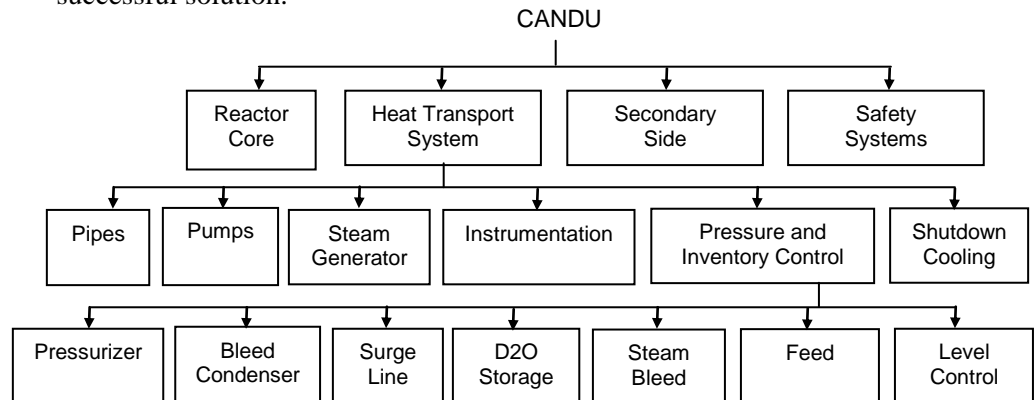 successful solution.
CANDU
Reactor
Core
Heat Transport
System
Secondary
Side
Safety
Systems
Pipes
Pumps
Steam
Generator
Instrumentation
Pressure and
Inventory Control
Shutdown
Cooling
Pressurizer
Bleed
Condenser
Surge
Line
D2O
Storage
Steam
Bleed
Feed
Level
Control